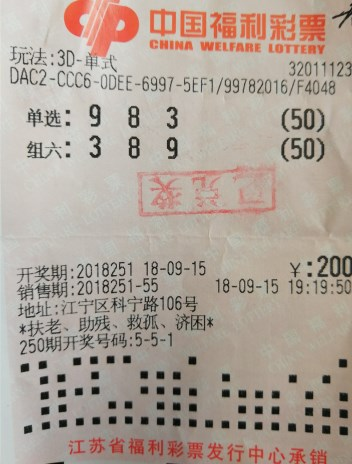 中国福利彩票
CHINA WELFARE LOTTERY
玩法:3D-单式
32011123
DAC2-CCC6-0DEE-6997-5EF1/99782016/F4048
单选: 9 8 3 (50)
组六: 3 8 9 (50)
已兑奖
开奖期:2018251 18-09-15 ￥:200
销售期:2018251-55 18-09-15 19:19:50
地址:江宁区科宁路106号
*扶老、助残、救孤、济困*
250期开奖号码:5-5-1
江苏省福利彩票发行中心承销